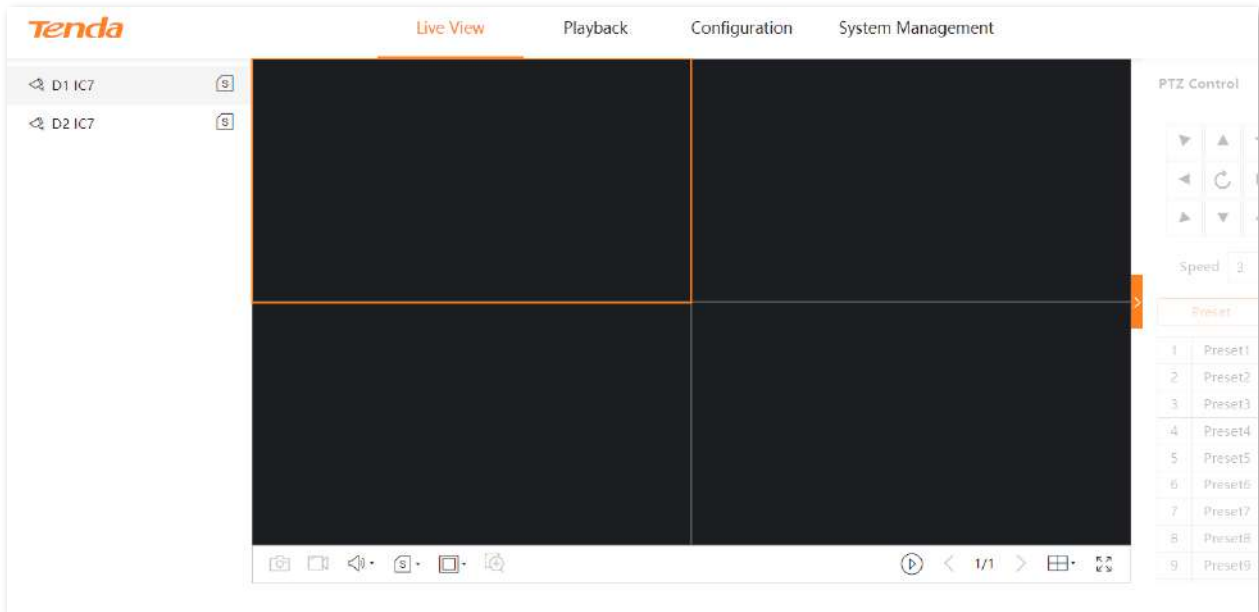 Tenda
Live View Playback Configuration System Management
D1 IC7 S
D2 IC7 S
PTZ Control
Speed 3
Preset
1 Preset1
2 Preset2
3 Preset3
4 Preset4
5 Preset5
6 Preset6
7 Preset7
8 Preset8
9 Preset9
S 1/1